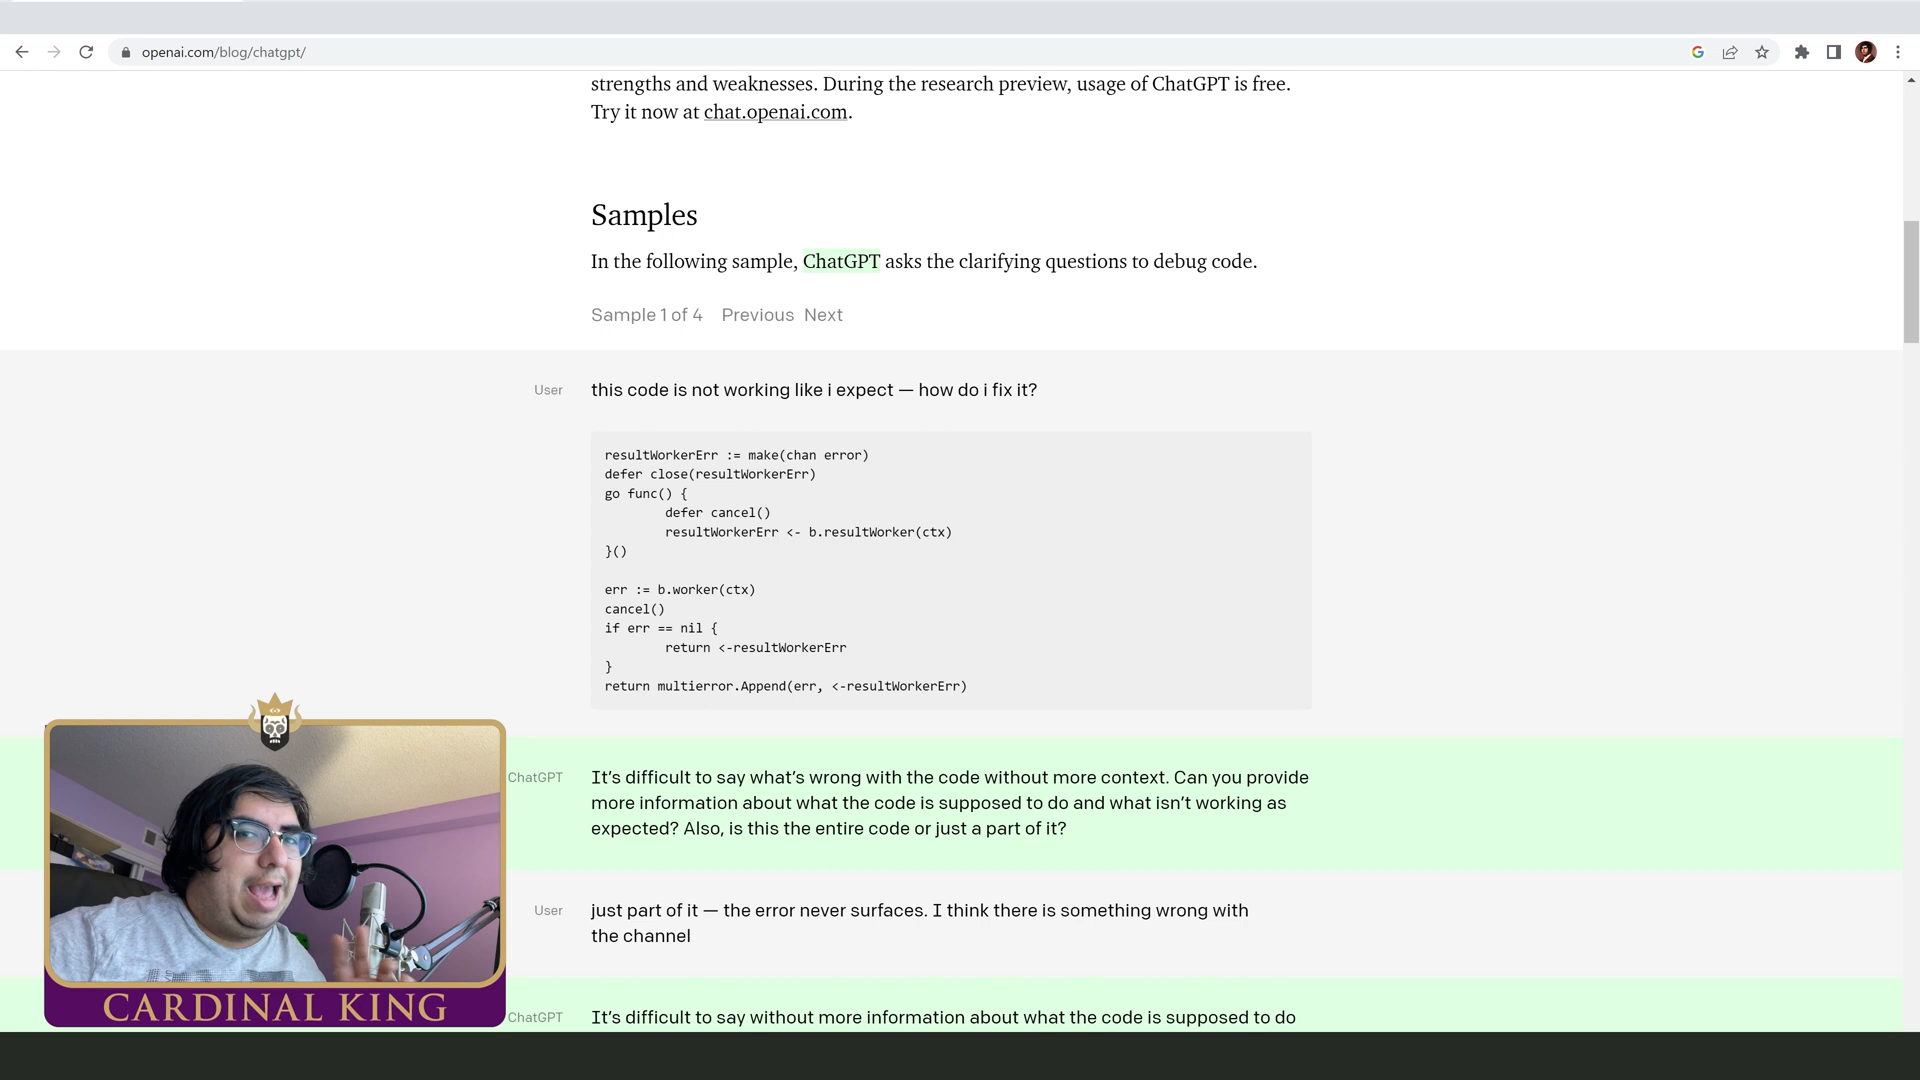 openai.com/blog/chatgpt/
strengths and weaknesses. During the research preview, usage of ChatGPT is free.
Try it now at chat.openai.com.
Samples
In the following sample, ChatGPT asks the clarifying questions to debug code.
Sample 1 of 4 Previous Next
User this code is not working like i expect — how do i fix it?
resultWorkerErr := make(chan error)
defer close(resultWorkerErr)
go func() {
defer cancel()
resultWorkerErr <- b.resultWorker(ctx)
}()
err := b.worker(ctx)
cancel()
if err == nil {
return <-resultWorkerErr
}
return multierror.Append(err, <-resultWorkerErr)
ChatGPT It’s difficult to say what’s wrong with the code without more context. Can you provide
more information about what the code is supposed to do and what isn’t working as
expected? Also, is this the entire code or just a part of it?
User just part of it — the error never surfaces. I think there is something wrong with
the channel
ChatGPT It’s difficult to say without more information about what the code is supposed to do
CARDINAL KING